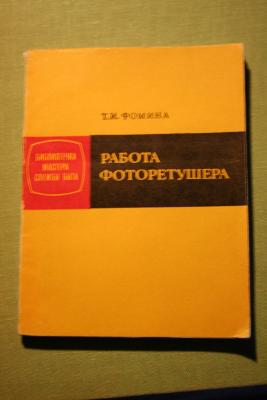 Т.И. ФОМИНА
БИБЛИОТЕЧКА
МАСТЕРА
СЛУЖБЫ БЫТА
РАБОТА
ФОТОРЕТУШЕРА